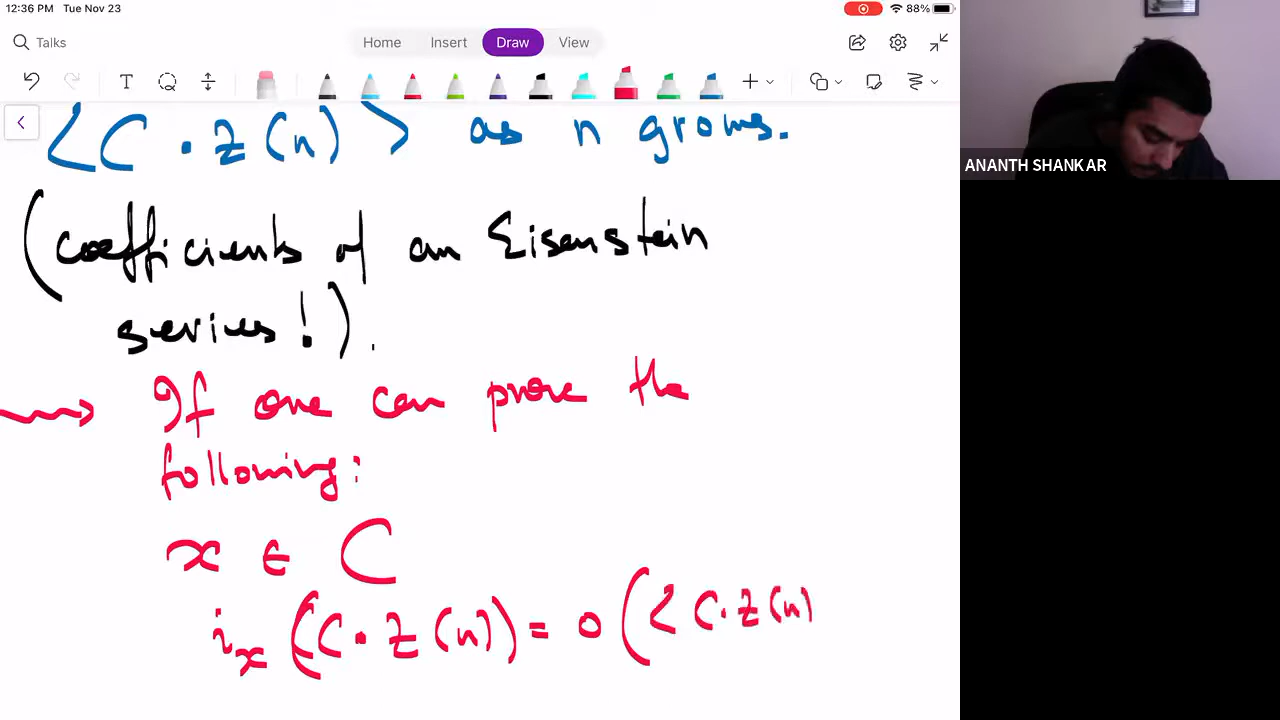 12:36 PM Tue Nov 23
88%
Talks
Home Insert Draw View
<C · Z(n)> as n grows.
(coefficients of an Eisenstein
series!).
⇝ If one can prove the
following:
x ∈ C
i_x (C · Z(n)) = o(<C · Z(n)
ANANTH SHANKAR